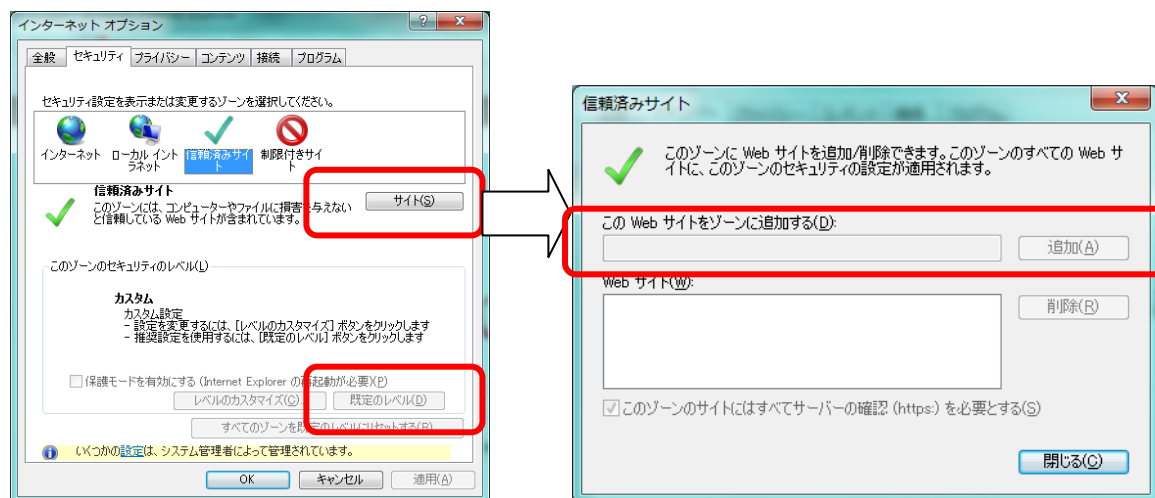 インターネット オプション
全般 セキュリティ プライバシー コンテンツ 接続 プログラム
セキュリティ設定を表示または変更するゾーンを選択してください。
インターネット
ローカル イント
ラネット
信頼済みサイ
ト
制限付きサイ
ト
信頼済みサイト
このゾーンには、コンピューターやファイルに損害を与えない
と信頼している Web サイトが含まれています。
サイト(S)
このゾーンのセキュリティのレベル(L)
カスタム
カスタム設定
- 設定を変更するには、[レベルのカスタマイズ] ボタンをクリックします
- 推奨設定を使用するには、[既定のレベル] ボタンをクリックします
保護モードを有効にする (Internet Explorer の再起動が必要)(P)
レベルのカスタマイズ(C)... 既定のレベル(D)
すべてのゾーンを既定のレベルにリセットする(R)
いくつかの設定は、システム管理者によって管理されています。
OK キャンセル 適用(A)
信頼済みサイト
このゾーンに Web サイトを追加/削除できます。このゾーンのすべての Web サ
イトに、このゾーンのセキュリティの設定が適用されます。
この Web サイトをゾーンに追加する(D):
追加(A)
Web サイト(W):
削除(R)
このゾーンのサイトにはすべてサーバーの確認 (https:) を必要とする(S)
閉じる(C)